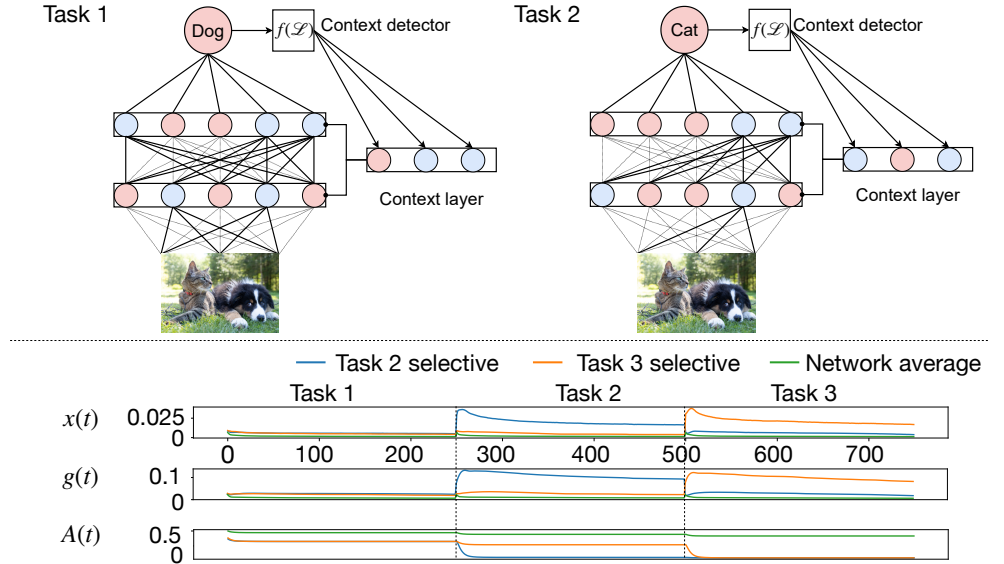 Task 1
Dog
f(ℒ)
Context detector
Context layer
Task 2
Cat
f(ℒ)
Context detector
Context layer
Task 2 selective
Task 3 selective
Network average
Task 1
Task 2
Task 3
x(t)
0.025
0
0 100 200 300 400 500 600 700
g(t)
0.1
0
A(t)
0.5
0